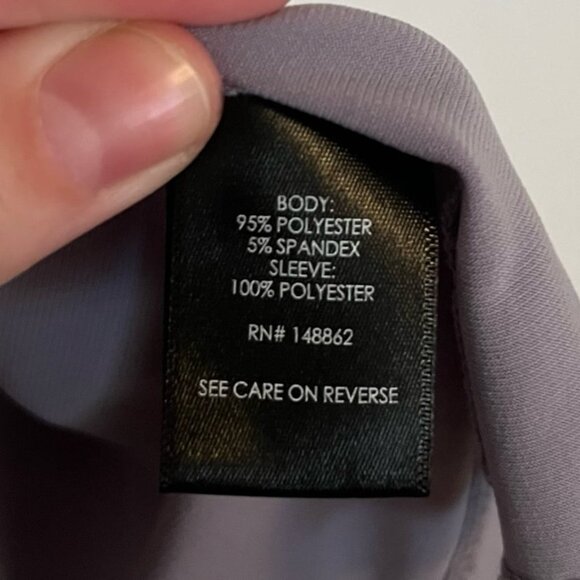 BODY:
95% POLYESTER
5% SPANDEX
SLEEVE:
100% POLYESTER
RN# 148862
SEE CARE ON REVERSE